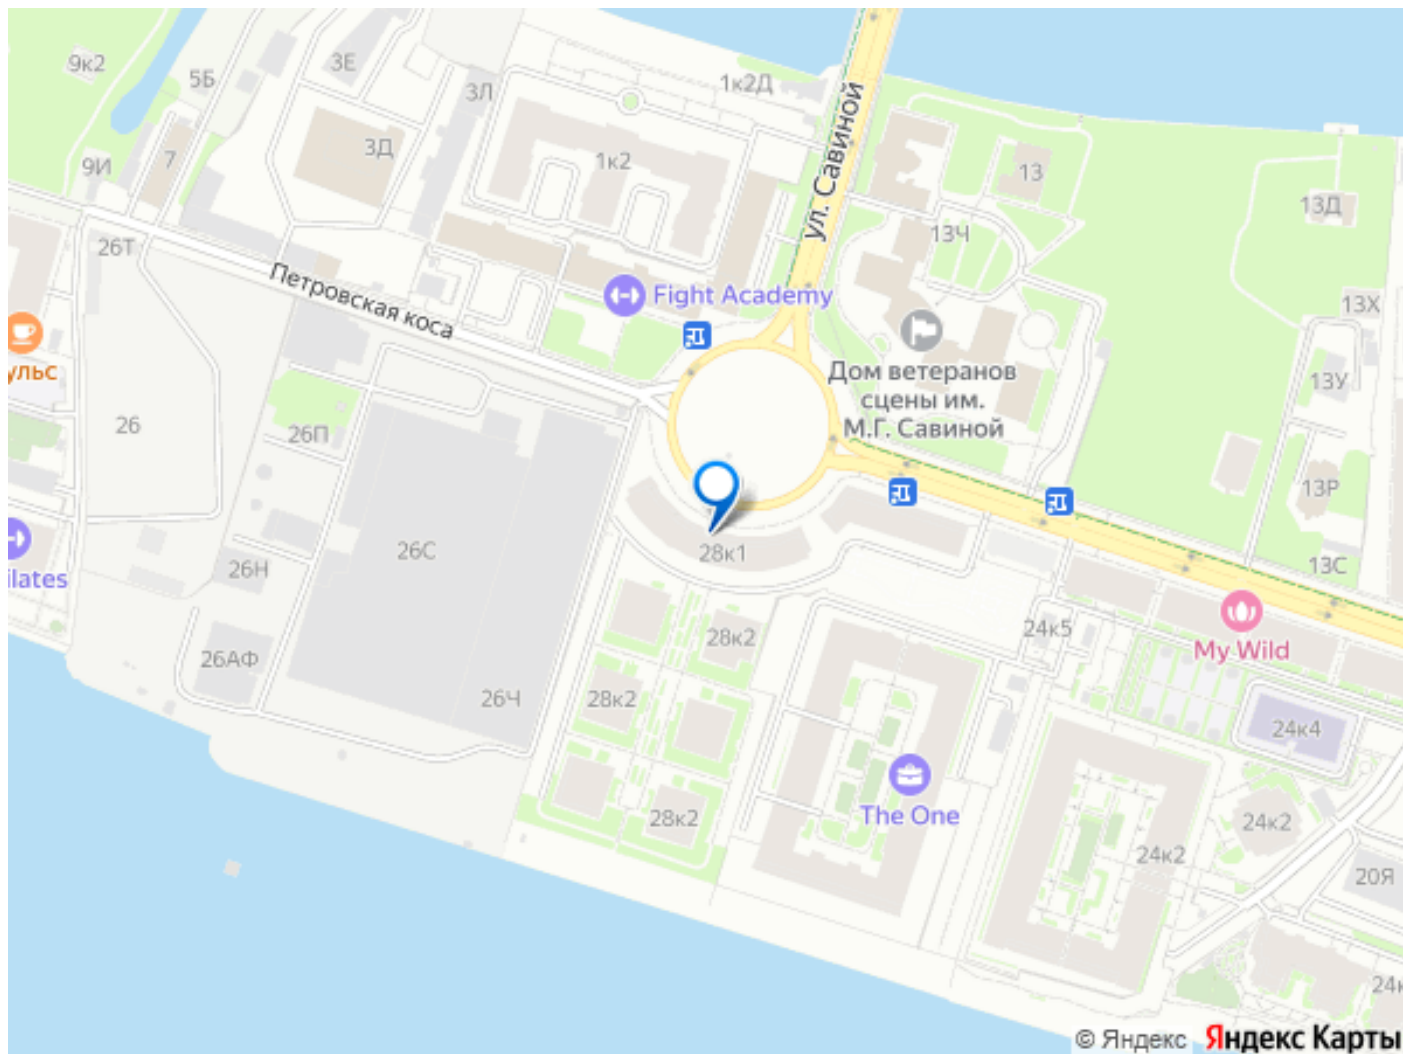 9к2
5Б
3Е
3Л
1к2Д
ул. Савиной
3Д
1к2
7
9И
13
13Д
13Ч
26Т
Петровская коса
Fight Academy
13Х
ульс
Дом ветеранов
сцены им.
М.Г. Савиной
13У
26
26П
13Р
26С
28к1
13С
26Н
ilates
28к2
24к5
My Wild
26АФ
26Ч
28к2
24к4
28к2
The One
24к2
24к2
20Я
24к
© Яндекс Яндекс Карты